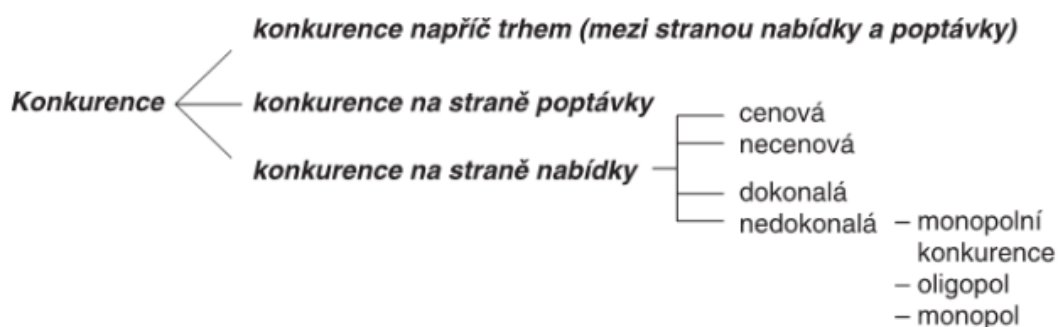 konkurence napříč trhem (mezi stranou nabídky a poptávky)
Konkurence
konkurence na straně poptávky
konkurence na straně nabídky
cenová
necenová
dokonalá
nedokonalá
– monopolní
konkurence
– oligopol
– monopol